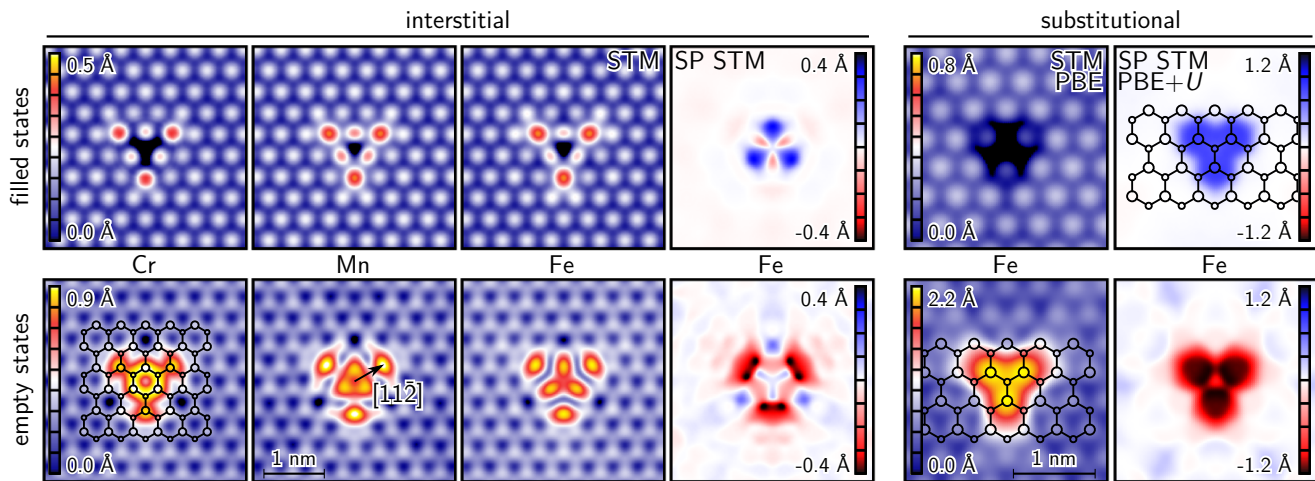 interstitial
substitutional
filled states
0.5 Å
0.0 Å
STM
SP STM
0.4 Å
-0.4 Å
0.8 Å
0.0 Å
STM
PBE
SP STM
PBE+U
1.2 Å
-1.2 Å
Cr
Mn
Fe
Fe
Fe
Fe
empty states
0.9 Å
0.0 Å
[112̄]
1 nm
0.4 Å
-0.4 Å
2.2 Å
0.0 Å
1 nm
1.2 Å
-1.2 Å